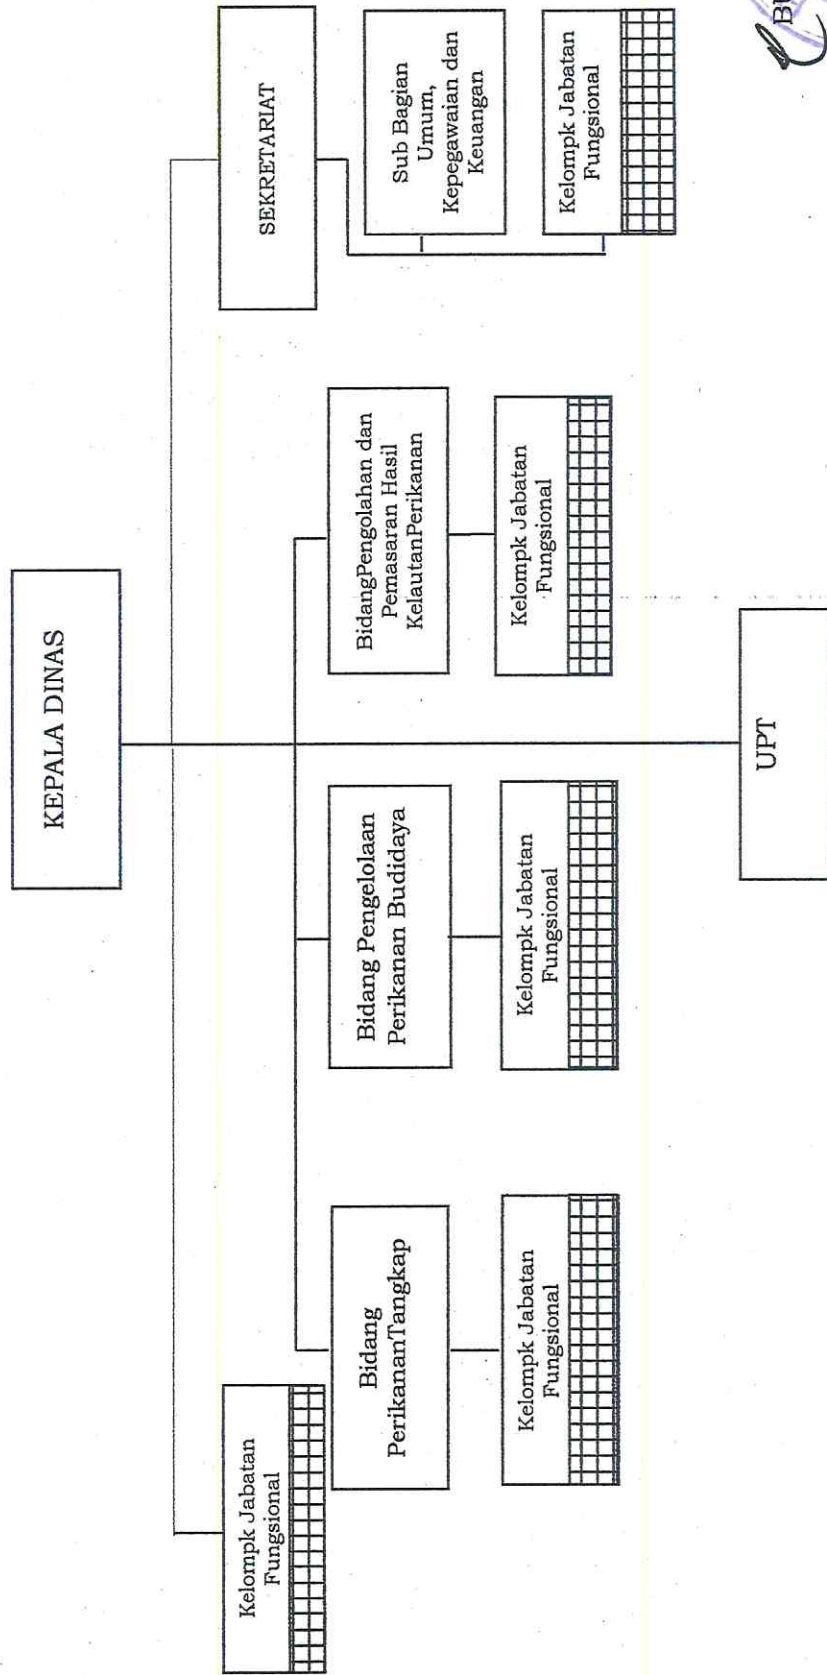 KEPALA DINAS
Kelompk Jabatan
Fungsional
SEKRETARIAT
Sub Bagian
Umum,
Kepegawaian dan
Keuangan
Kelompk Jabatan
Fungsional
Bidang
PerikananTangkap
Kelompk Jabatan
Fungsional
Bidang Pengelolaan
Perikanan Budidaya
Kelompk Jabatan
Fungsional
BidangPengolahan dan
Pemasaran Hasil
KelautanPerikanan
Kelompk Jabatan
Fungsional
UPT